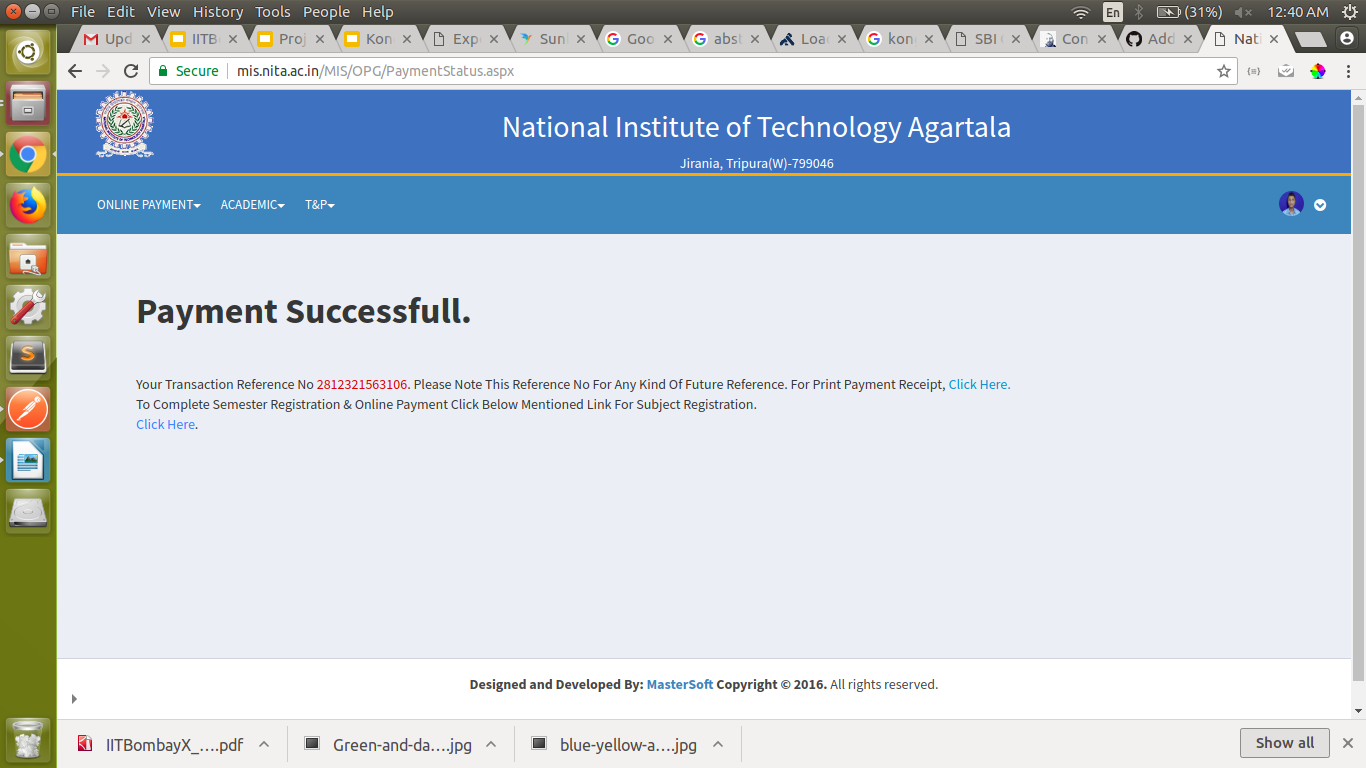 File Edit View History Tools People Help
En (31%) 12:40 AM
Upd IITB Proj Kon Exp Sun Goo abst Load kon SBI Con Add Nati
Secure mis.nita.ac.in/MIS/OPG/PaymentStatus.aspx
National Institute of Technology Agartala
Jirania, Tripura(W)-799046
ONLINE PAYMENT ACADEMIC T&P
Payment Successfull.
Your Transaction Reference No 2812321563106. Please Note This Reference No For Any Kind Of Future Reference. For Print Payment Receipt, Click Here.
To Complete Semester Registration & Online Payment Click Below Mentioned Link For Subject Registration.
Click Here.
Designed and Developed By: MasterSoft Copyright © 2016. All rights reserved.
IITBombayX_....pdf Green-and-da....jpg blue-yellow-a....jpg Show all